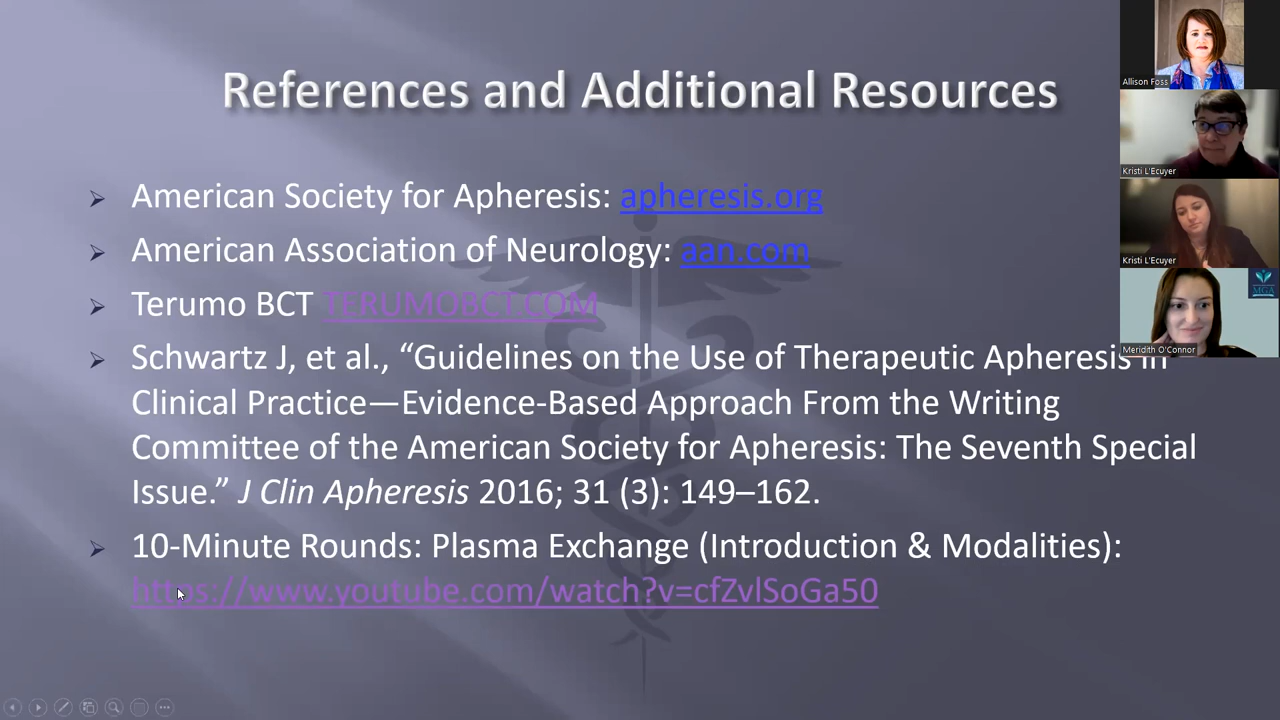 References and Additional Resources
American Society for Apheresis: apheresis.org
American Association of Neurology: aan.com
Terumo BCT TERUMOBCT.COM
Schwartz J, et al., “Guidelines on the Use of Therapeutic Apheresis in
Clinical Practice—Evidence-Based Approach From the Writing
Committee of the American Society for Apheresis: The Seventh Special
Issue.” J Clin Apheresis 2016; 31 (3): 149–162.
10-Minute Rounds: Plasma Exchange (Introduction & Modalities):
https://www.youtube.com/watch?v=cfZvlSoGa50
Allison Foss
Kristi L'Ecuyer
Kristi L'Ecuyer
MGA
Meridith O'Connor